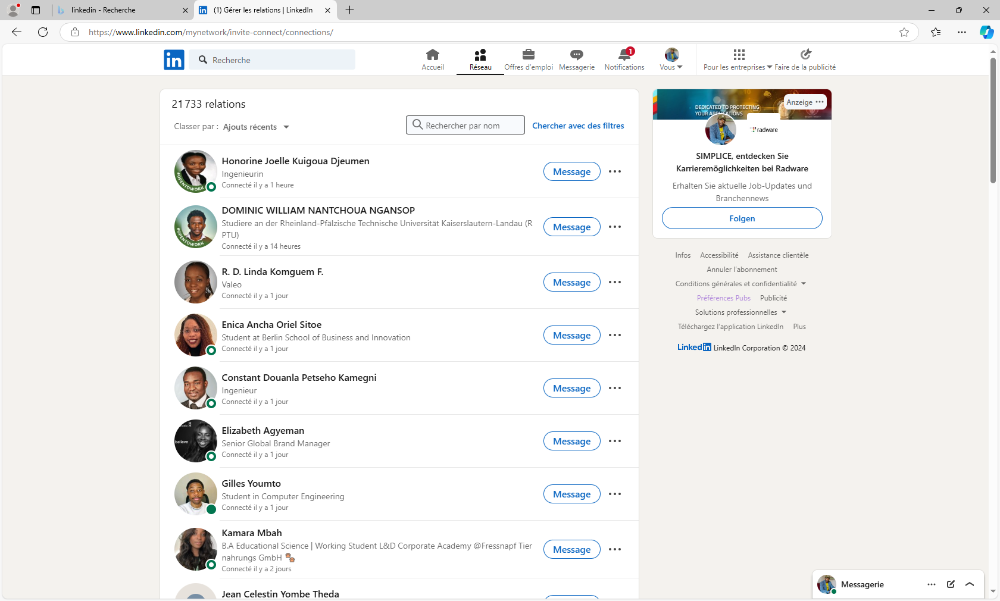 linkedin - Recherche
(1) Gérer les relations | LinkedIn
https://www.linkedin.com/mynetwork/invite-connect/connections/
in
Recherche
Accueil
Réseau
Offres d'emploi
Messagerie
1
Notifications
Vous
Pour les entreprises
Faire de la publicité
21 733 relations
Classer par : Ajouts récents
Rechercher par nom
Chercher avec des filtres
#OPENTOWORK
Honorine Joelle Kuigoua Djeumen
Ingenieurin
Connecté il y a 1 heure
Message
#OPENTOWORK
DOMINIC WILLIAM NANTCHOUA NGANSOP
Studiere an der Rheinland-Pfälzische Technische Universität Kaiserslautern-Landau (R
PTU)
Connecté il y a 14 heures
Message
R. D. Linda Komguem F.
Valeo
Connecté il y a 1 jour
Message
Enica Ancha Oriel Sitoe
Student at Berlin School of Business and Innovation
Connecté il y a 1 jour
Message
Constant Douanla Petseho Kamegni
Ingenieur
Connecté il y a 1 jour
Message
believe
Elizabeth Agyeman
Senior Global Brand Manager
Connecté il y a 1 jour
Message
Gilles Youmto
Student in Computer Engineering
Connecté il y a 1 jour
Message
Kamara Mbah
B.A Educational Science | Working Student L&D Corporate Academy @Fressnapf Tier
nahrungs GmbH
Connecté il y a 2 jours
Message
Jean Celestin Yombe Theda
DEDICATED TO PROTECTING
YOUR APPLICATIONS
Anzeige
radware
SIMPLICE, entdecken Sie
Karrieremöglichkeiten bei Radware
Erhalten Sie aktuelle Job-Updates und
Branchennews
Folgen
Infos Accessibilité Assistance clientèle
Annuler l'abonnement
Conditions générales et confidentialité
Préférences Pubs Publicité
Solutions professionnelles
Téléchargez l'application LinkedIn Plus
LinkedIn LinkedIn Corporation © 2024
Messagerie